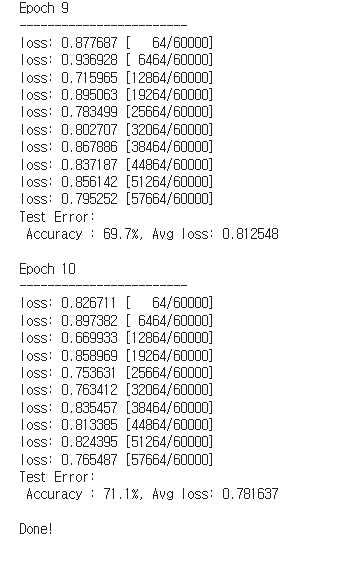 Epoch 9
------------------------
loss: 0.877687 [   64/60000]
loss: 0.936928 [ 6464/60000]
loss: 0.715965 [12864/60000]
loss: 0.895063 [19264/60000]
loss: 0.783499 [25664/60000]
loss: 0.802707 [32064/60000]
loss: 0.867886 [38464/60000]
loss: 0.837187 [44864/60000]
loss: 0.856142 [51264/60000]
loss: 0.795252 [57664/60000]
Test Error:
 Accuracy : 69.7%, Avg loss: 0.812548
Epoch 10
------------------------
loss: 0.826711 [   64/60000]
loss: 0.897382 [ 6464/60000]
loss: 0.669933 [12864/60000]
loss: 0.858969 [19264/60000]
loss: 0.753631 [25664/60000]
loss: 0.763412 [32064/60000]
loss: 0.835457 [38464/60000]
loss: 0.813385 [44864/60000]
loss: 0.824395 [51264/60000]
loss: 0.765487 [57664/60000]
Test Error:
 Accuracy : 71.1%, Avg loss: 0.781637
Done!